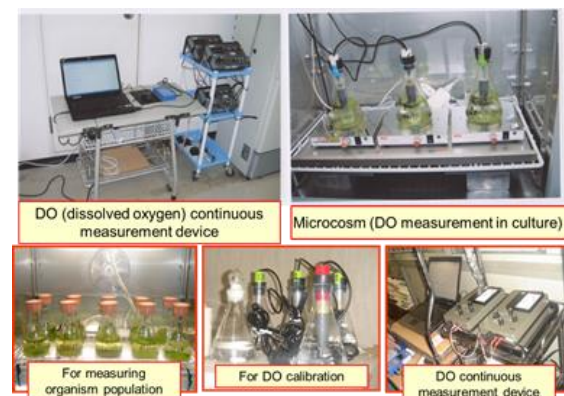 DO (dissolved oxygen) continuous
measurement device
Microcosm (DO measurement in culture)
For measuring
organism population
For DO calibration
DO continuous
measurement device